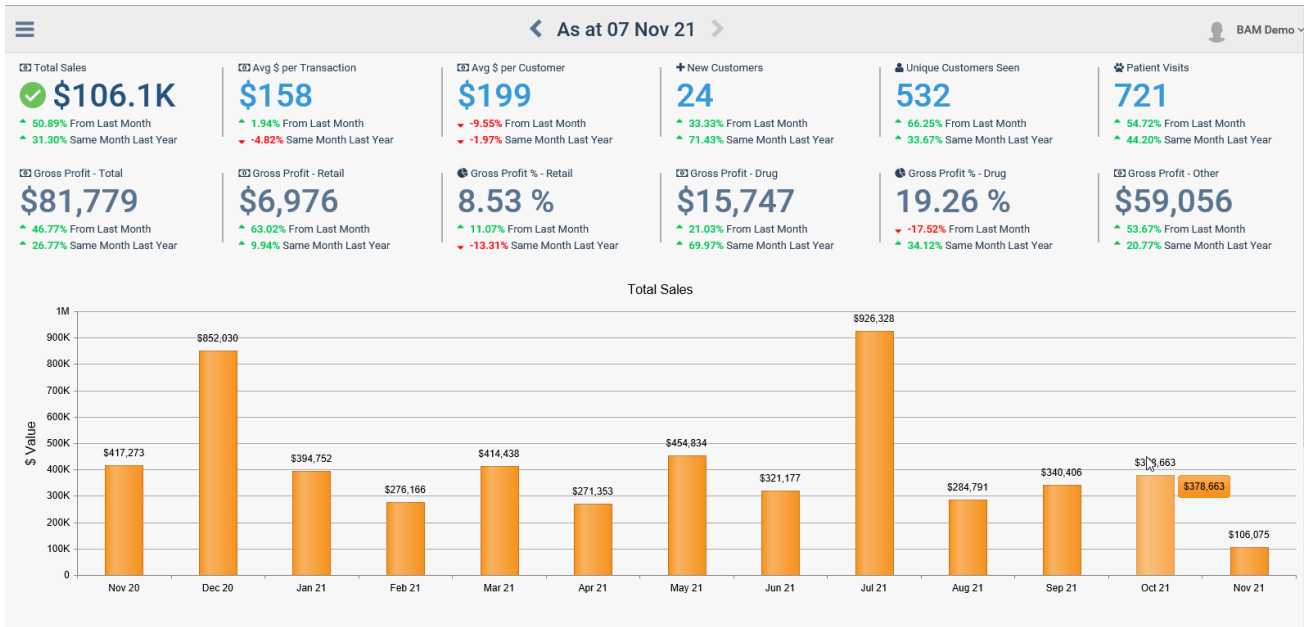 As at 07 Nov 21
BAM Demo
Total Sales
$106.1K
50.89% From Last Month
31.30% Same Month Last Year
Avg $ per Transaction
$158
1.94% From Last Month
-4.82% Same Month Last Year
Avg $ per Customer
$199
-9.55% From Last Month
-1.97% Same Month Last Year
New Customers
24
33.33% From Last Month
71.43% Same Month Last Year
Unique Customers Seen
532
66.25% From Last Month
33.67% Same Month Last Year
Patient Visits
721
54.72% From Last Month
44.20% Same Month Last Year
Gross Profit - Total
$81,779
46.77% From Last Month
26.77% Same Month Last Year
Gross Profit - Retail
$6,976
63.02% From Last Month
9.94% Same Month Last Year
Gross Profit % - Retail
8.53 %
11.07% From Last Month
-13.31% Same Month Last Year
Gross Profit - Drug
$15,747
21.03% From Last Month
69.97% Same Month Last Year
Gross Profit % - Drug
19.26 %
-17.52% From Last Month
34.12% Same Month Last Year
Gross Profit - Other
$59,056
53.67% From Last Month
20.77% Same Month Last Year
Total Sales
$ Value
1M
900K
800K
700K
600K
500K
400K
300K
200K
100K
0
$417,273
$852,030
$394,752
$276,166
$414,438
$271,353
$454,834
$321,177
$926,328
$284,791
$340,406
$378,663
$106,075
Nov 20
Dec 20
Jan 21
Feb 21
Mar 21
Apr 21
May 21
Jun 21
Jul 21
Aug 21
Sep 21
Oct 21
Nov 21